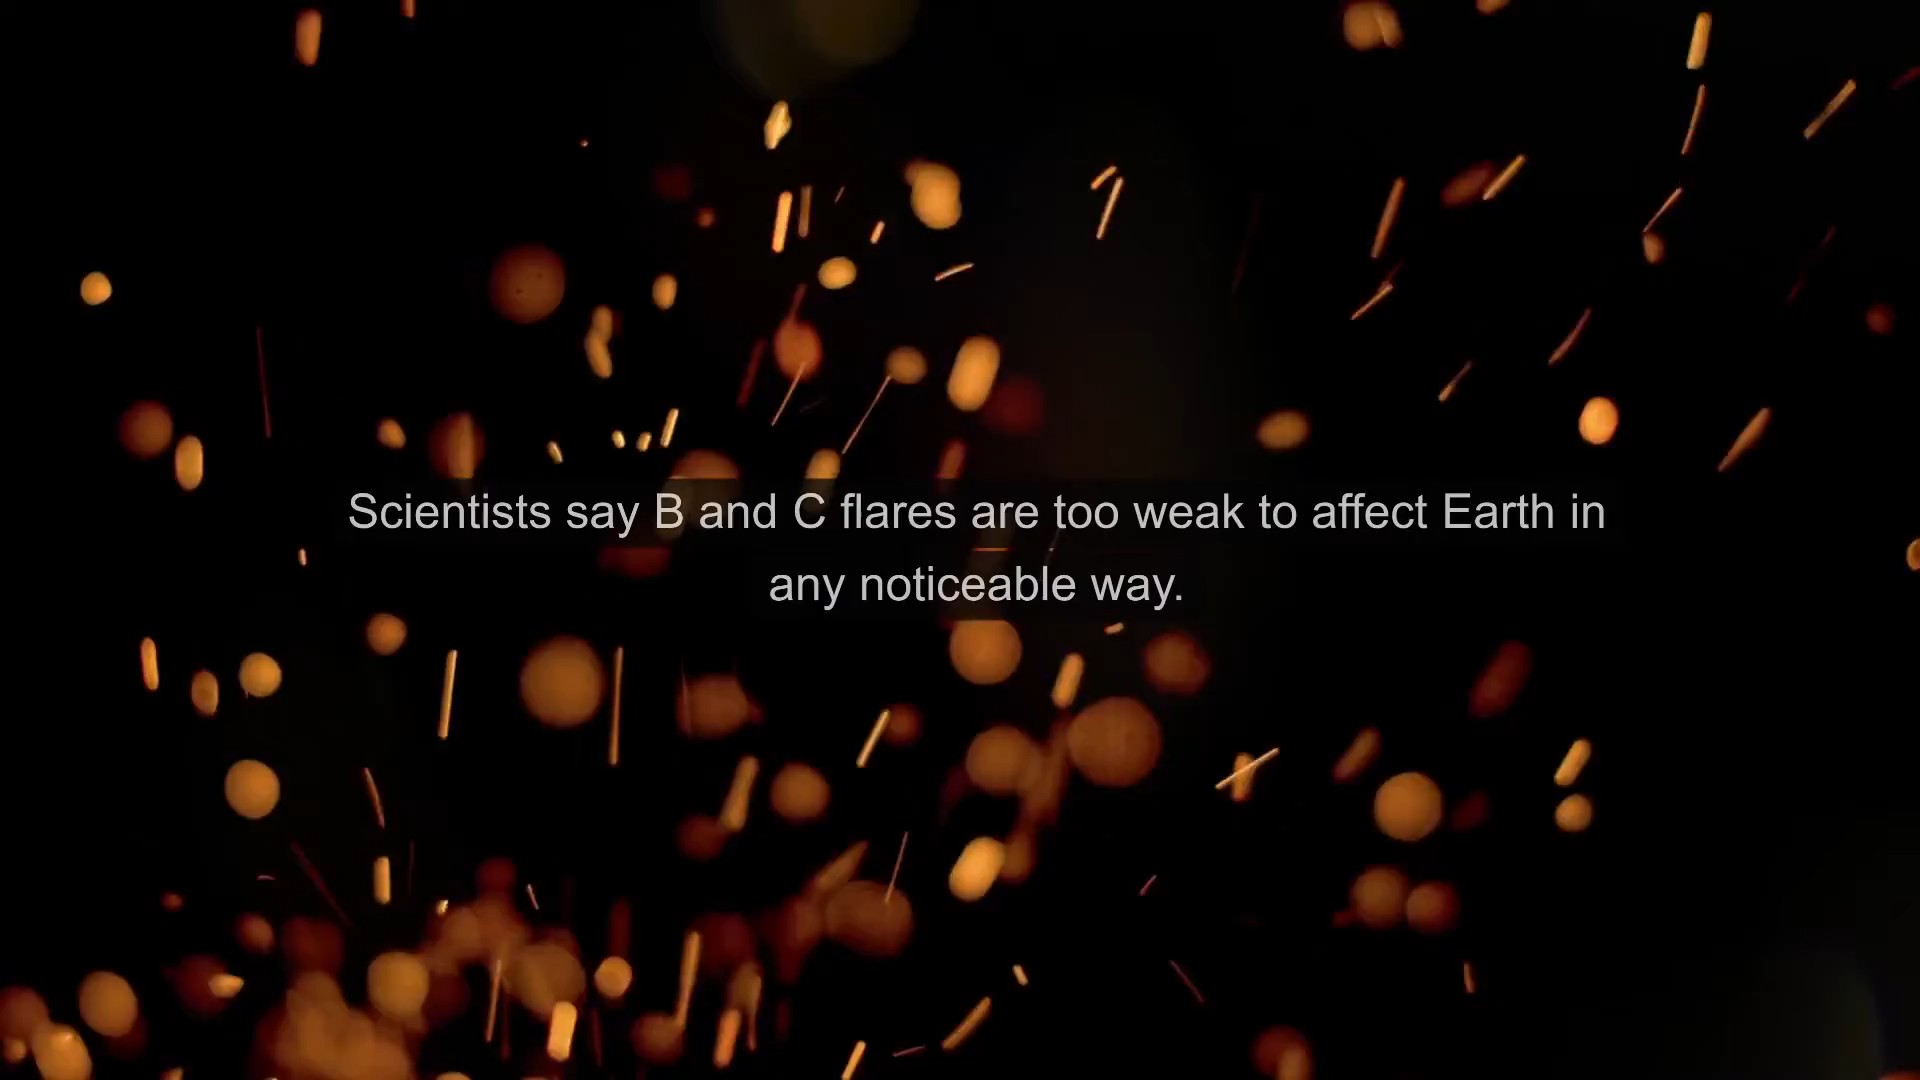 Scientists say B and C flares are too weak to affect Earth in
any noticeable way.